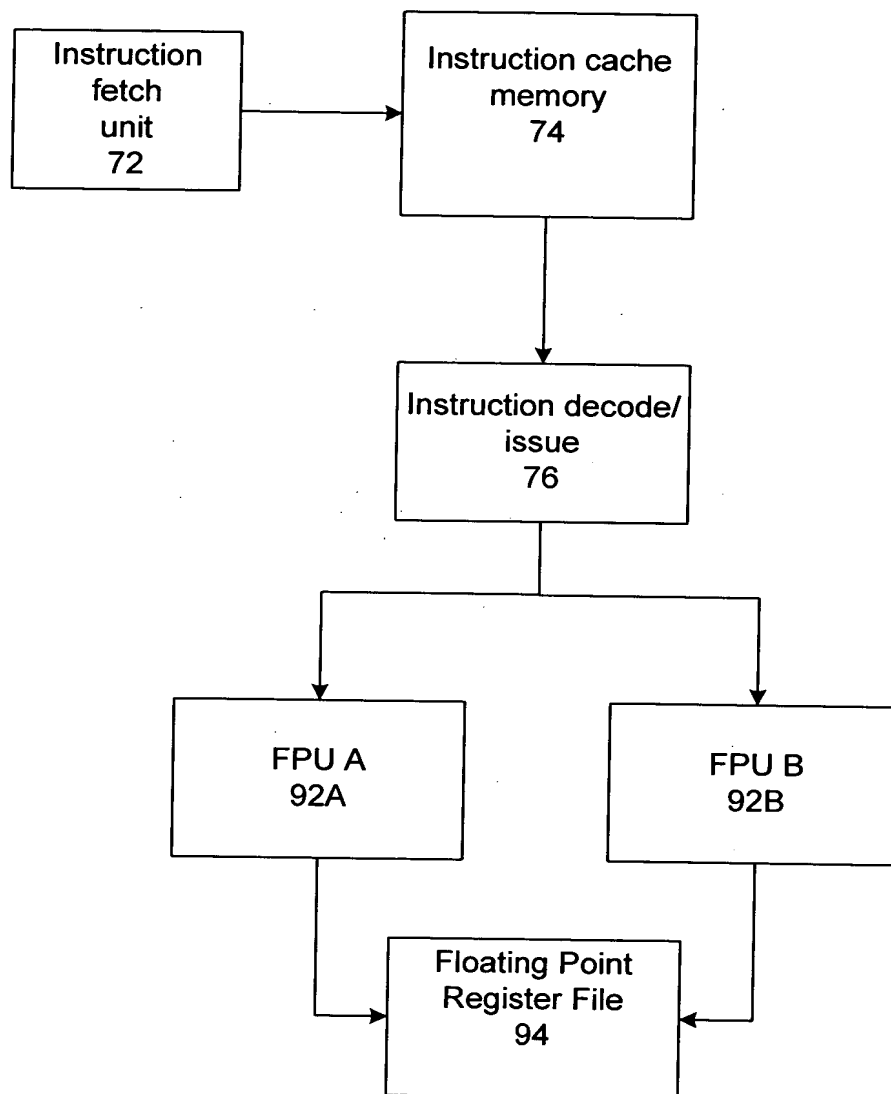 Instruction
fetch
unit
72
Instruction cache
memory
74
Instruction decode/
issue
76
FPU A
92A
FPU B
92B
Floating Point
Register File
94